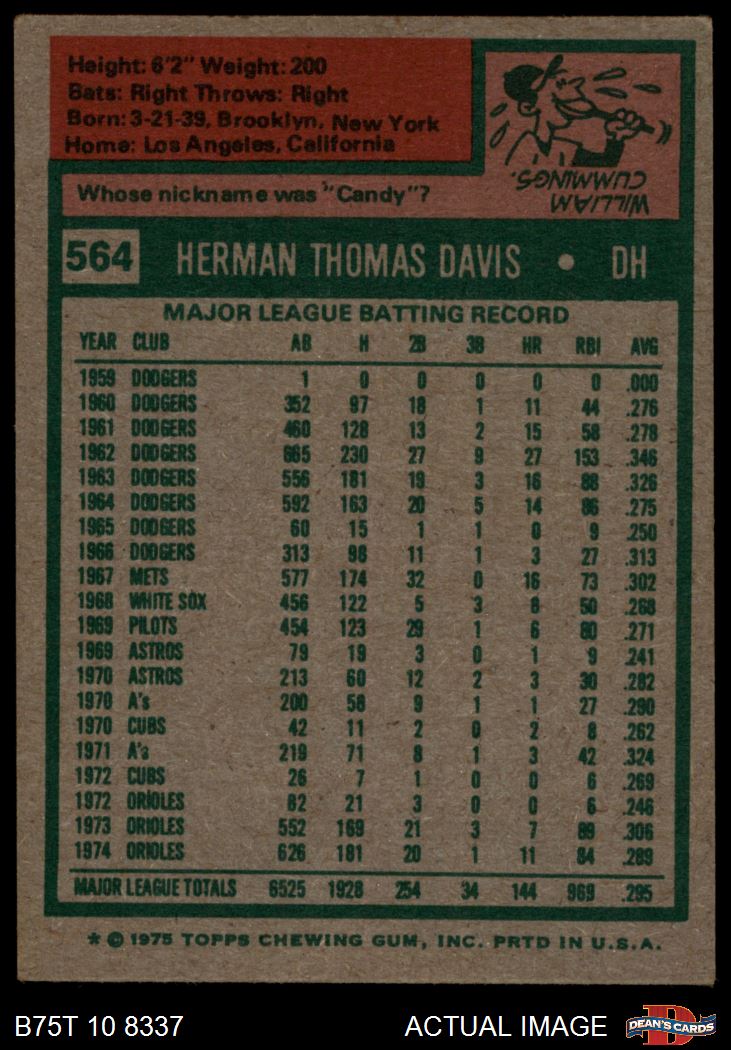 Height: 6'2" Weight: 200
Bats: Right Throws: Right
Born: 3-21-39, Brooklyn, New York
Home: Los Angeles, California
WILLIAM
CUMMINGS.
Whose nickname was "Candy"?
564 HERMAN THOMAS DAVIS • DH
MAJOR LEAGUE BATTING RECORD
YEAR CLUB AB H 2B 3B HR RBI AVG
1959 DODGERS 1 0 0 0 0 0 .000
1960 DODGERS 352 97 18 1 11 44 .276
1961 DODGERS 460 128 13 2 15 58 .278
1962 DODGERS 665 230 27 9 27 153 .346
1963 DODGERS 556 181 19 3 16 88 .326
1964 DODGERS 592 163 20 5 14 86 .275
1965 DODGERS 60 15 1 1 0 9 .250
1966 DODGERS 313 98 11 1 3 27 .313
1967 METS 577 174 32 0 16 73 .302
1968 WHITE SOX 456 122 5 3 8 50 .268
1969 PILOTS 454 123 29 1 6 80 .271
1969 ASTROS 79 19 3 0 1 9 .241
1970 ASTROS 213 60 12 2 3 30 .282
1970 A's 200 58 9 1 1 27 .290
1970 CUBS 42 11 2 0 2 8 .262
1971 A's 219 71 8 1 3 42 .324
1972 CUBS 26 7 1 0 0 6 .269
1972 ORIOLES 82 21 3 0 0 6 .246
1973 ORIOLES 552 169 21 3 7 89 .306
1974 ORIOLES 626 181 20 1 11 84 .289
MAJOR LEAGUE TOTALS 6525 1928 254 34 144 969 .295
* © 1975 TOPPS CHEWING GUM, INC. PRTD IN U.S.A.
B75T 10 8337 ACTUAL IMAGE D DEAN'S CARDS